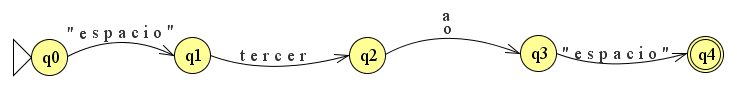 q0
"espacio"
q1
tercer
q2
a
o
q3
"espacio"
q4